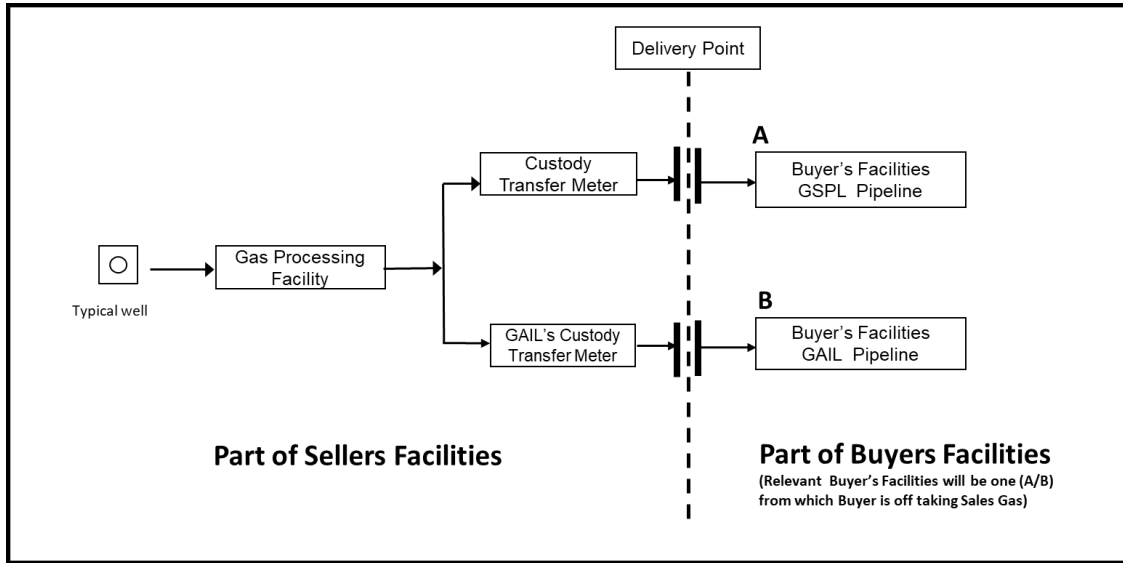 Delivery Point
A
Custody
Transfer Meter
Buyer's Facilities
GSPL Pipeline
Gas Processing
Facility
Typical well
B
GAIL's Custody
Transfer Meter
Buyer's Facilities
GAIL Pipeline
Part of Sellers Facilities
Part of Buyers Facilities
(Relevant Buyer's Facilities will be one (A/B)
from which Buyer is off taking Sales Gas)